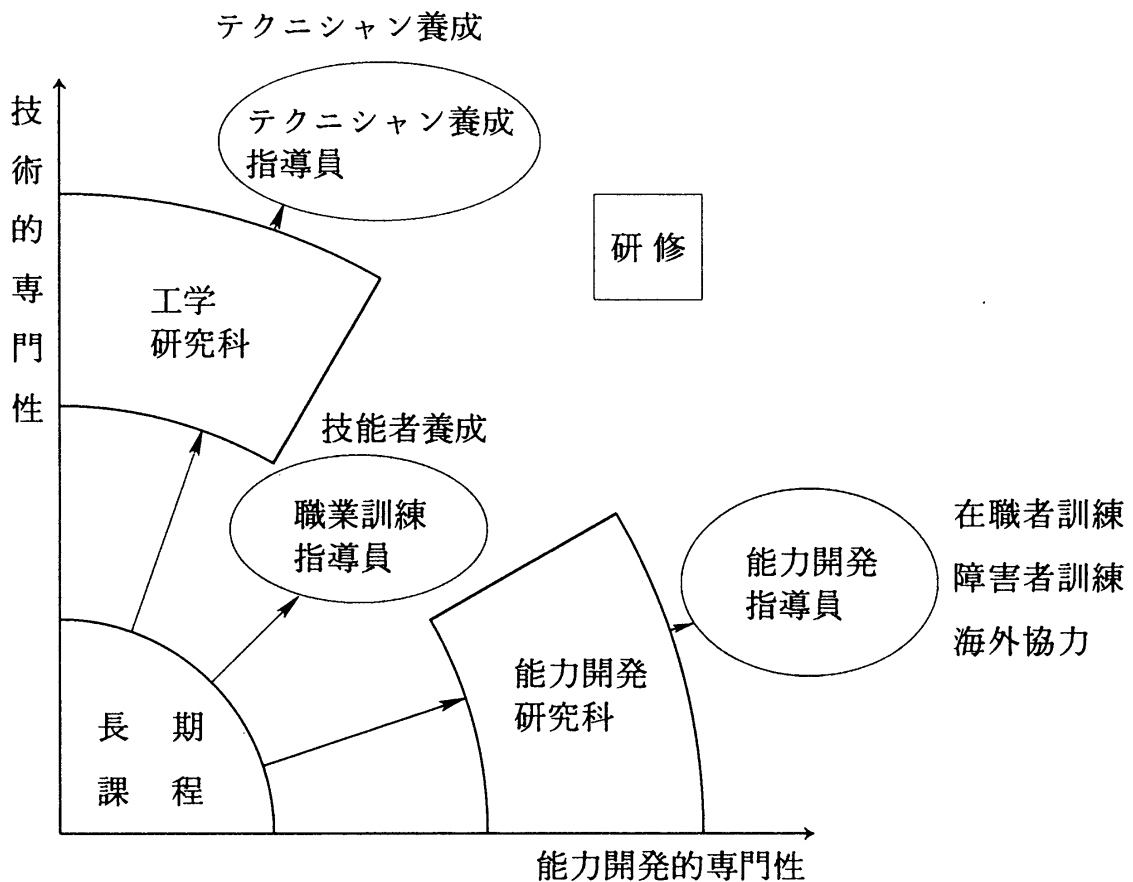 テクニシャン養成
テクニシャン養成
指導員
技術的専門性
研修
工学
研究科
技能者養成
職業訓練
指導員
在職者訓練
障害者訓練
海外協力
能力開発
指導員
能力開発
研究科
長期
課程
能力開発的専門性